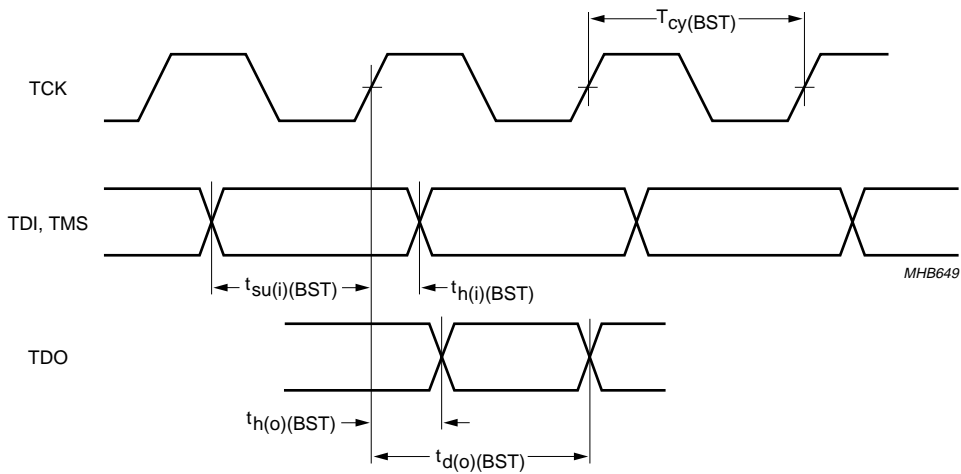 Tcy(BST)
TCK
TDI, TMS
MHB649
tsu(i)(BST)
th(i)(BST)
TDO
th(o)(BST)
td(o)(BST)